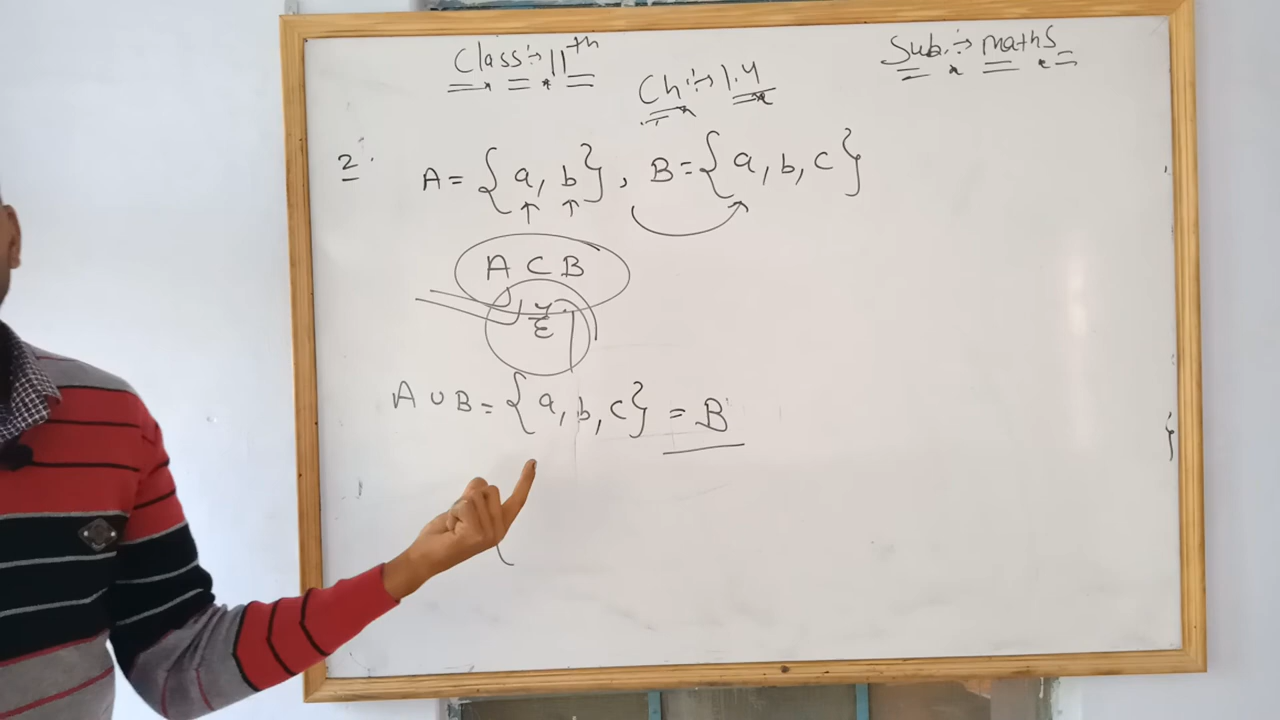 Class :- 11th
Sub. :- maths
Ch :- 1.4
2. A = {a, b}, B = {a, b, c}
A ⊂ B
A ∪ B = {a, b, c} = B